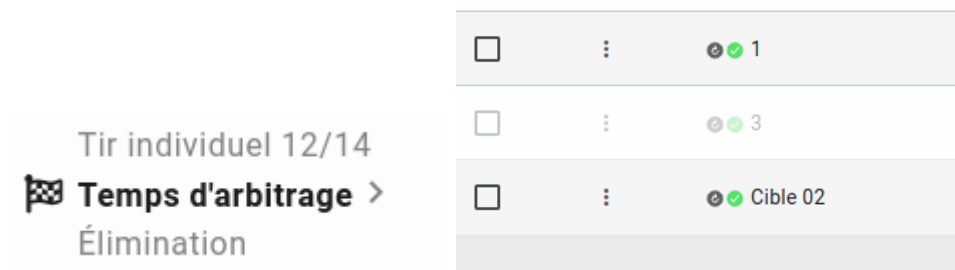 Tir individuel 12/14
Temps d'arbitrage >
Élimination
1
3
Cible 02